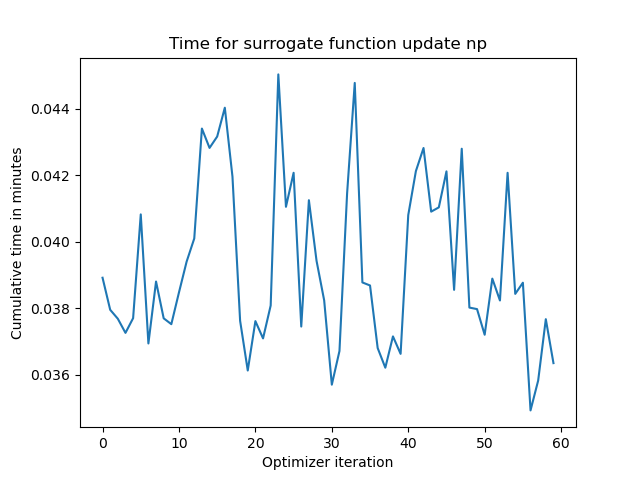 Time for surrogate function update np
Cumulative time in minutes
0.044
0.042
0.040
0.038
0.036
0 10 20 30 40 50 60
Optimizer iteration